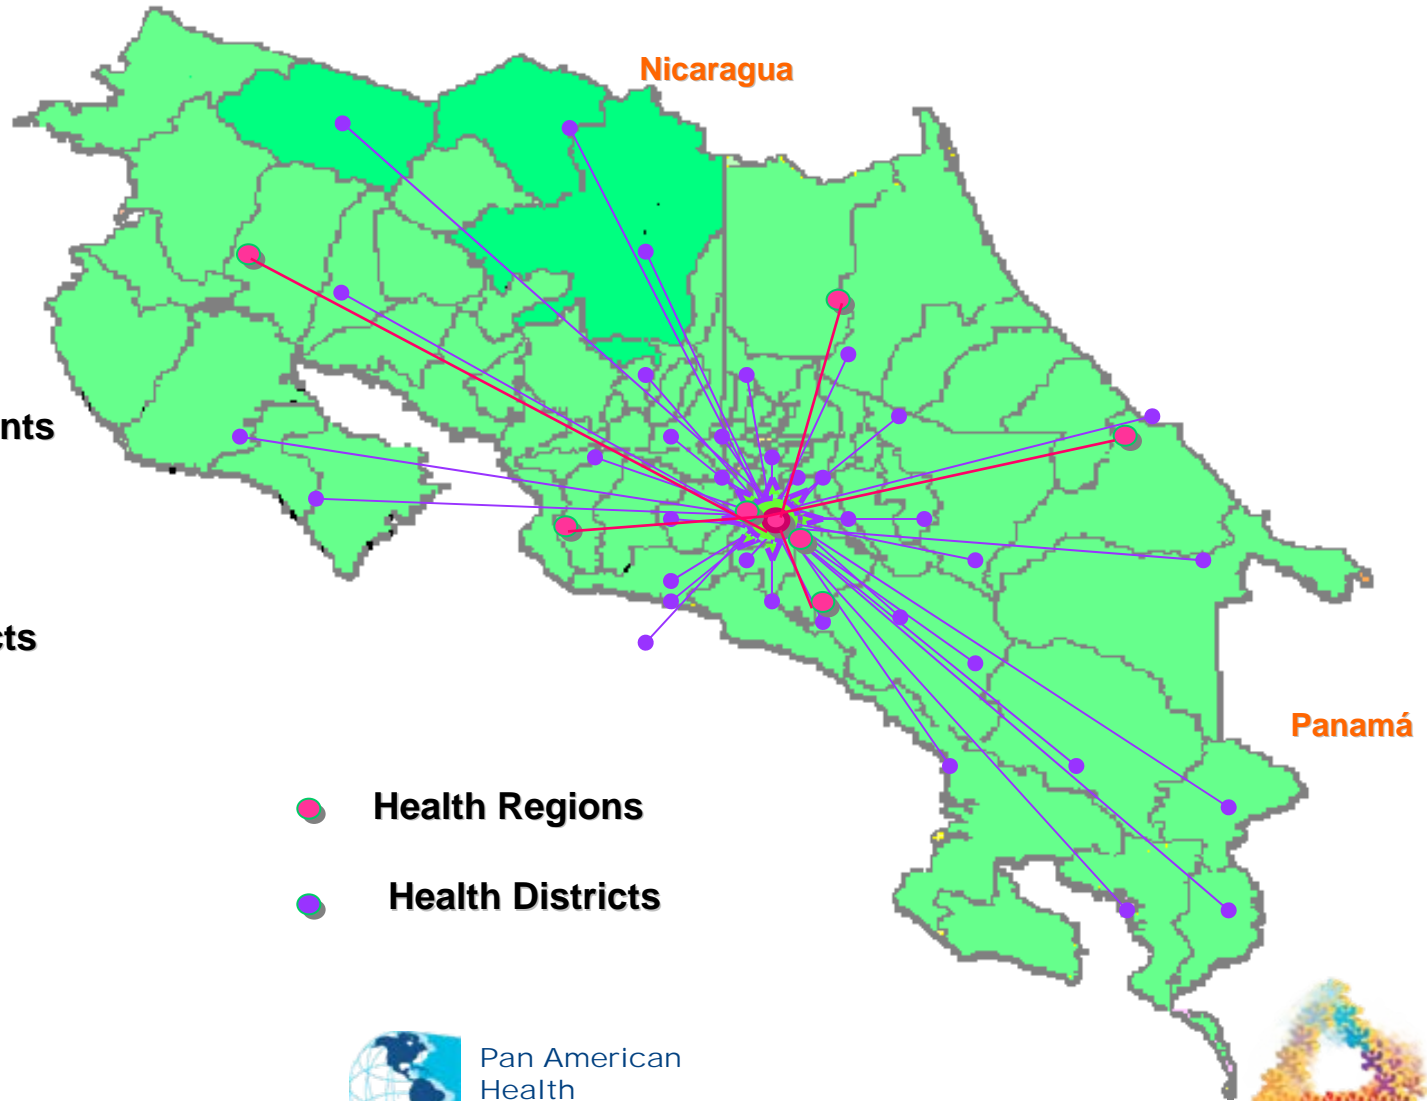 Nicaragua
nts
cts
Panamá
Health Regions
Health Districts
Pan American
Health